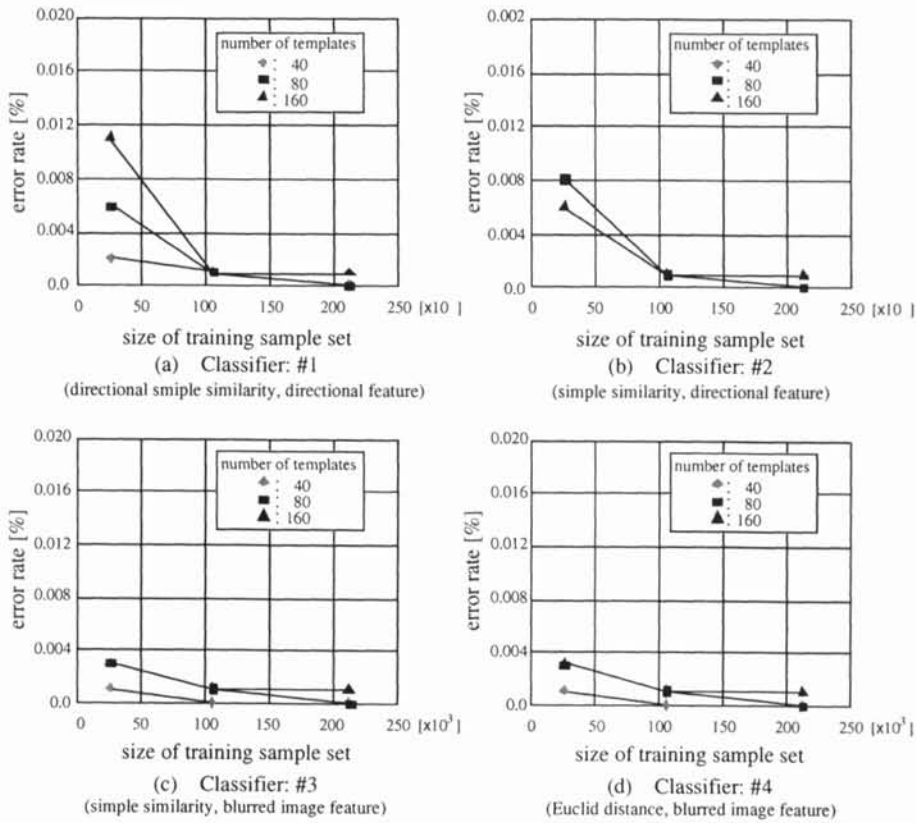 0.020
0.016
0.012
0.008
0.004
0.0
error rate [%]
number of templates
: 40
: 80
: 160
0 50 100 150 200 250 [x10 ]
size of training sample set
(a) Classifier: #1
(directional smiple similarity, directional feature)
0.002
0.016
0.012
0.008
0.004
0.0
error rate [%]
number of templates
: 40
: 80
: 160
0 50 100 150 200 250 [x10 ]
size of training sample set
(b) Classifier: #2
(simple similarity, directional feature)
0.020
0.016
0.012
0.008
0.004
0.0
error rate [%]
number of templates
: 40
: 80
: 160
0 50 100 150 200 250 [x10³]
size of training sample set
(c) Classifier: #3
(simple similarity, blurred image feature)
0.020
0.016
0.012
0.008
0.004
0.0
error rate [%]
number of templates
: 40
: 80
: 160
0 50 100 150 200 250 [x10³]
size of training sample set
(d) Classifier: #4
(Euclid distance, blurred image feature)